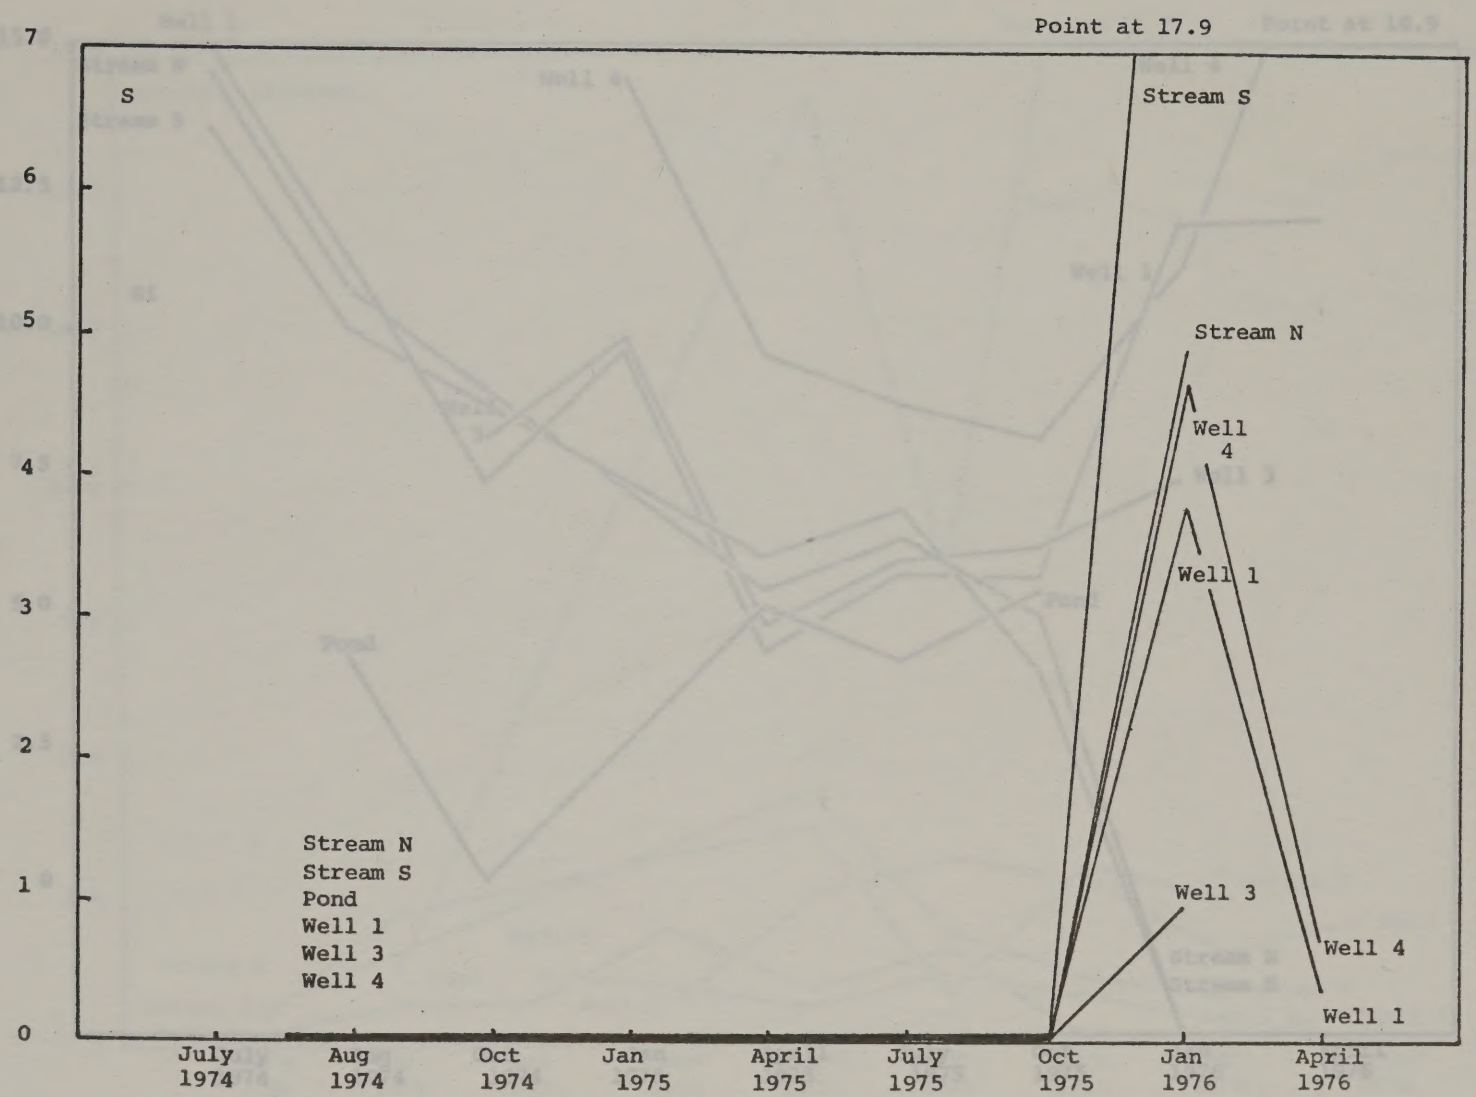 Point at 17.9
7
S
Stream S
6
5
Stream N
Well
4
4
Well 1
3
2
Stream N
Stream S
Pond
Well 1
Well 3
Well 4
1
Well 3
Well 4
Well 1
0
July
1974
Aug
1974
Oct
1974
Jan
1975
April
1975
July
1975
Oct
1975
Jan
1976
April
1976